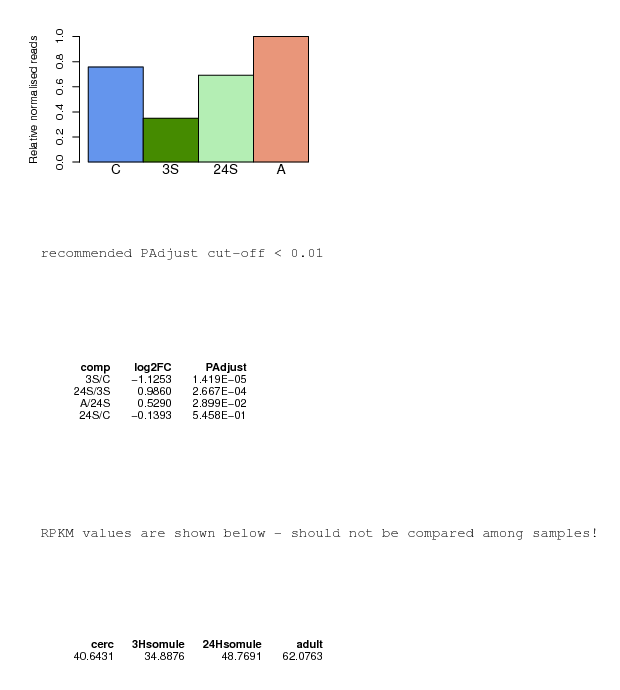 Relative normalised reads
1.0
0.8
0.6
0.4
0.2
0.0
C 3S 24S A
recommended PAdjust cut-off < 0.01
comp log2FC PAdjust
3S/C −1.1253 1.419E−05
24S/3S 0.9860 2.667E−04
A/24S 0.5290 2.899E−02
24S/C −0.1393 5.458E−01
RPKM values are shown below - should not be compared among samples!
cerc 3Hsomule 24Hsomule adult
40.6431 34.8876 48.7691 62.0763